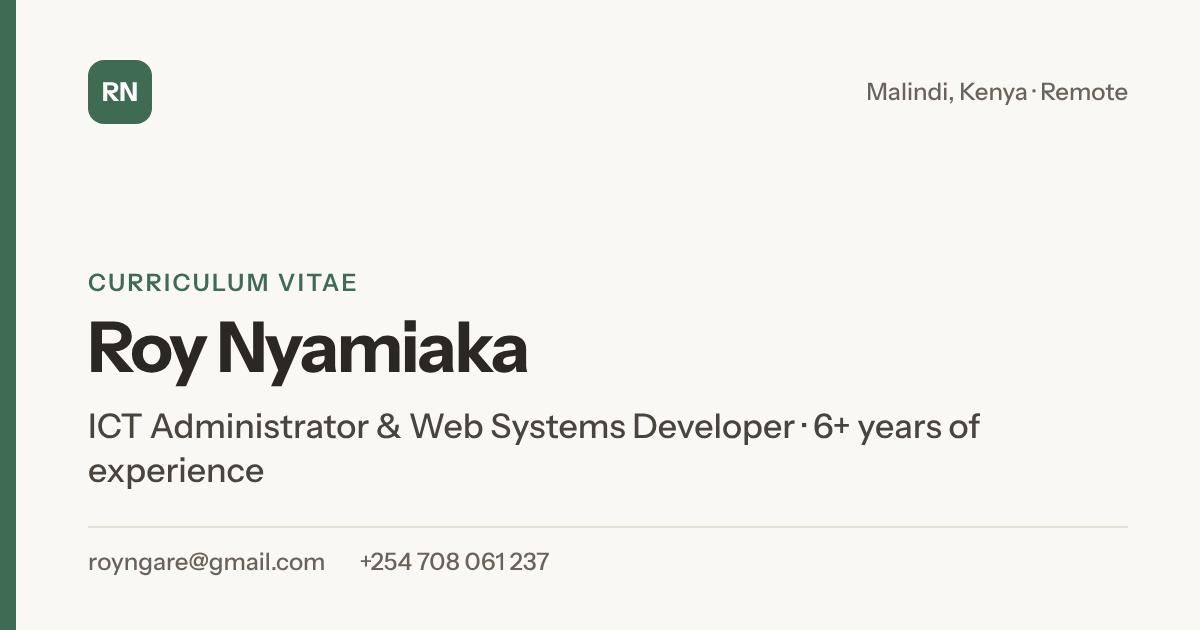 RN
Malindi, Kenya · Remote
CURRICULUM VITAE
Roy Nyamiaka
ICT Administrator & Web Systems Developer · 6+ years of
experience
royngare@gmail.com +254 708 061 237